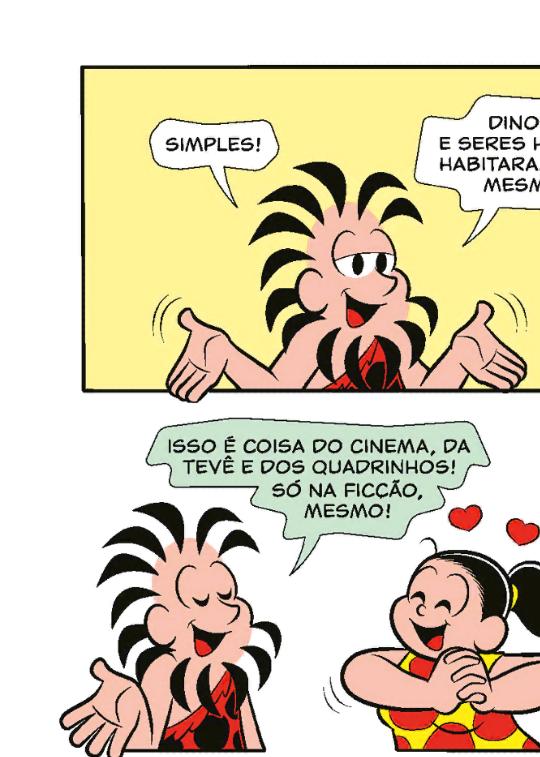 SIMPLES!
DINO
E SERES H
HABITARA
MESM
ISSO É COISA DO CINEMA, DA
TEVÊ E DOS QUADRINHOS!
SÓ NA FICÇÃO,
MESMO!